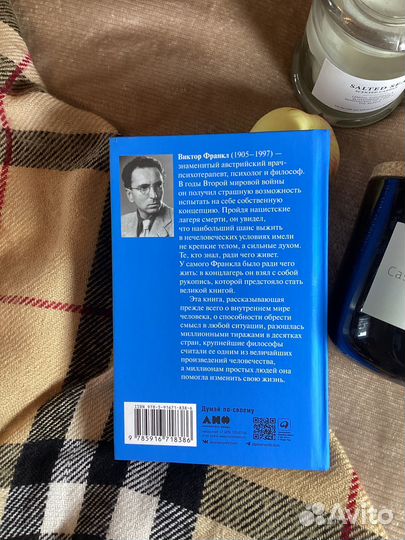 SALTED SE
Виктор Франкл (1905–1997) —
знаменитый австрийский врач-
психотерапевт, психолог и философ.
В годы Второй мировой войны
он получил страшную возможность
испытать на себе собственную
концепцию. Пройдя нацистские
лагеря смерти, он увидел,
что наибольший шанс выжить
в нечеловеческих условиях имели
не крепкие телом, а сильные духом.
Те, кто знал, ради чего живет.
У самого Франкла было ради чего
жить: в концлагерь он взял с собой
рукопись, которой предстояло стать
великой книгой.
Эта книга, рассказывающая
прежде всего о внутреннем мире
человека, о способности обрести
смысл в любой ситуации, разошлась
миллионными тиражами в десятках
стран, крупнейшие философы
считали ее одним из величайших
произведений человечества,
а миллионам простых людей она
помогла изменить свою жизнь.
Cas
Думай по-своему
9 785916 718386
Avito